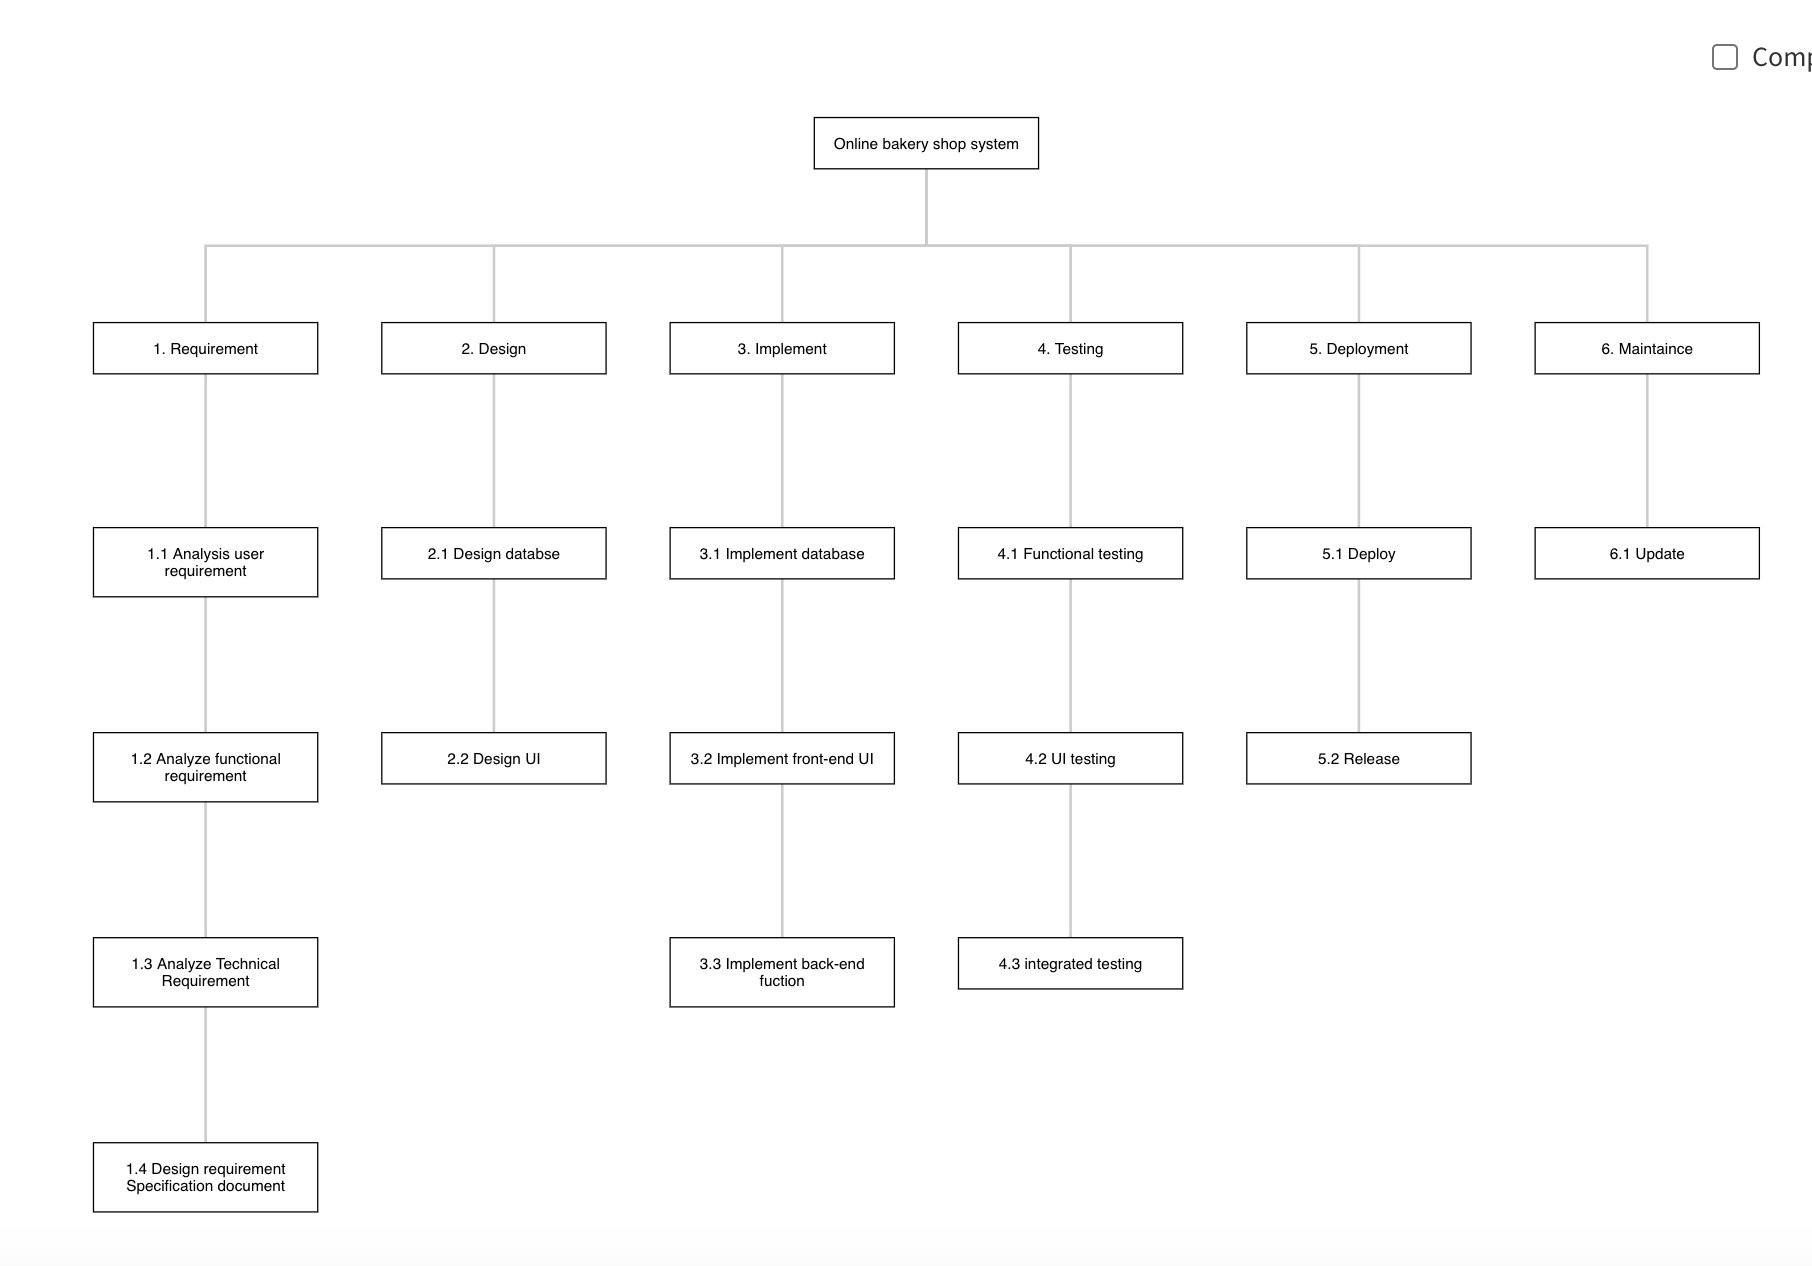 Comp
Online bakery shop system
1. Requirement
2. Design
3. Implement
4. Testing
5. Deployment
6. Maintaince
1.1 Analysis user
requirement
2.1 Design databse
3.1 Implement database
4.1 Functional testing
5.1 Deploy
6.1 Update
1.2 Analyze functional
requirement
2.2 Design UI
3.2 Implement front-end UI
4.2 UI testing
5.2 Release
1.3 Analyze Technical
Requirement
3.3 Implement back-end
fuction
4.3 integrated testing
1.4 Design requirement
Specification document